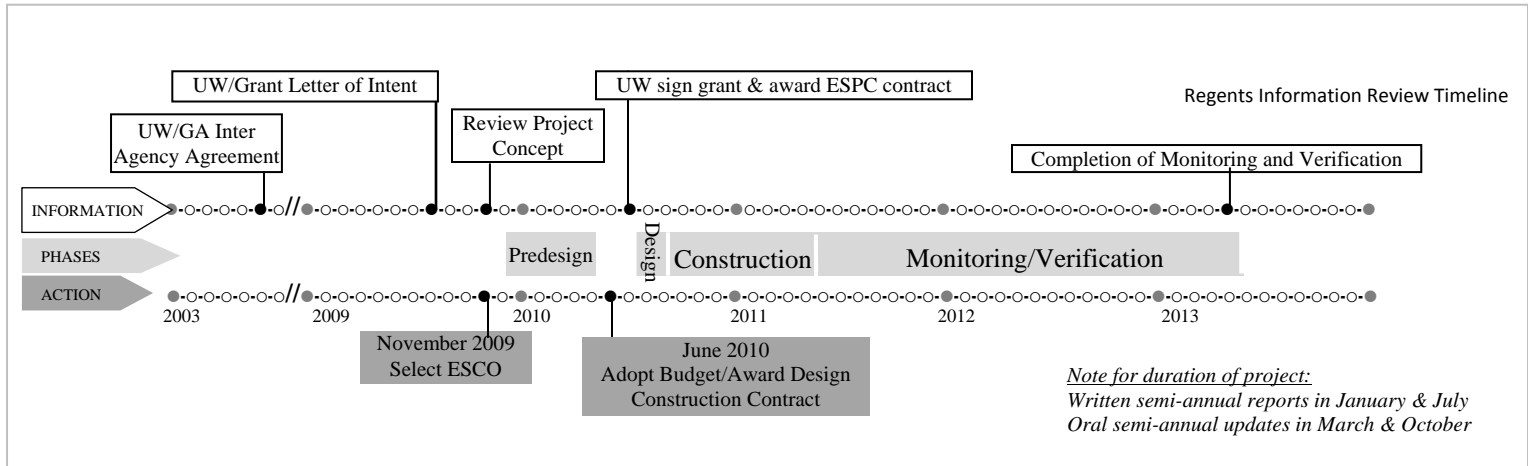 UW/Grant Letter of Intent
UW sign grant & award ESPC contract
Regents Information Review Timeline
UW/GA Inter
Agency Agreement
Review Project
Concept
Completion of Monitoring and Verification
INFORMATION
//
PHASES
Predesign
Design
Construction
Monitoring/Verification
ACTION
//
2003
2009
2010
2011
2012
2013
November 2009
Select ESCO
June 2010
Adopt Budget/Award Design
Construction Contract
Note for duration of project:
Written semi-annual reports in January & July
Oral semi-annual updates in March & October